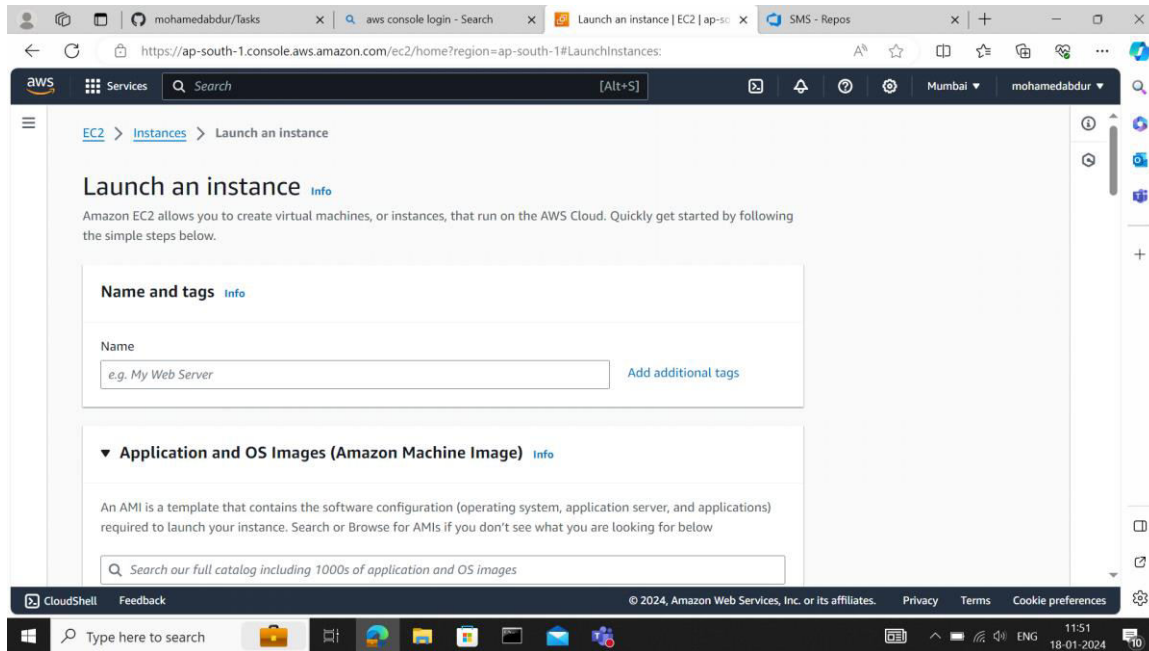 mohamedabdur/Tasks
aws console login - Search
Launch an instance | EC2 | ap-so
SMS - Repos
https://ap-south-1.console.aws.amazon.com/ec2/home?region=ap-south-1#LaunchInstances:
aws
Services
Search
[Alt+S]
Mumbai ▼
mohamedabdur ▼
EC2 > Instances > Launch an instance
Launch an instance Info
Amazon EC2 allows you to create virtual machines, or instances, that run on the AWS Cloud. Quickly get started by following
the simple steps below.
Name and tags Info
Name
e.g. My Web Server
Add additional tags
▼ Application and OS Images (Amazon Machine Image) Info
An AMI is a template that contains the software configuration (operating system, application server, and applications)
required to launch your instance. Search or Browse for AMIs if you don't see what you are looking for below
Search our full catalog including 1000s of application and OS images
CloudShell Feedback © 2024, Amazon Web Services, Inc. or its affiliates. Privacy Terms Cookie preferences
Type here to search
ENG
11:51
18-01-2024
10